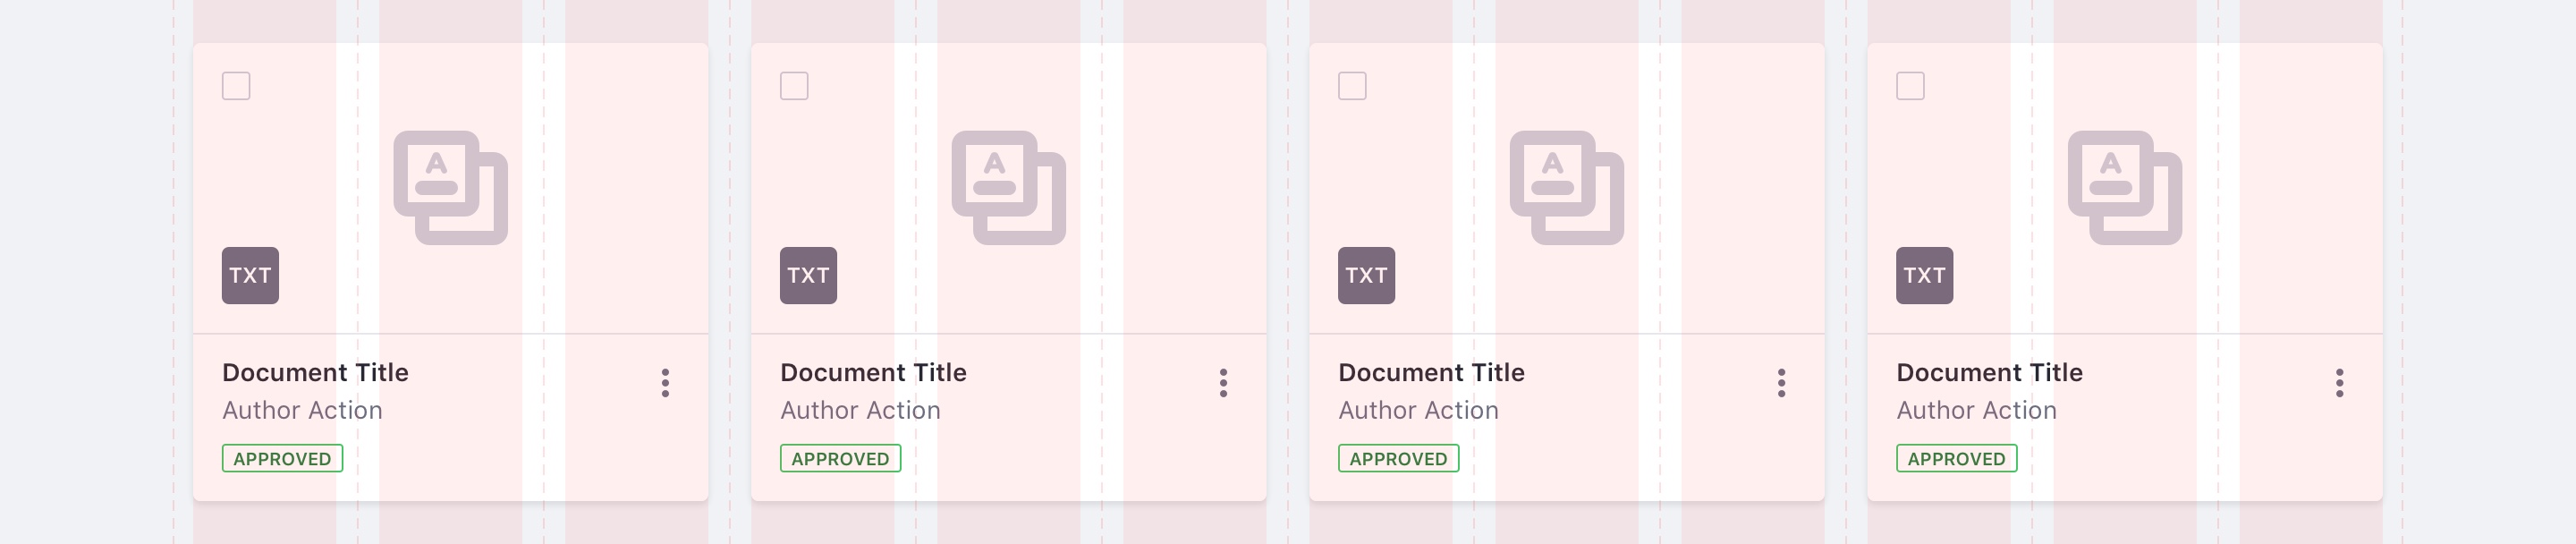 A
A
A
A
TXT
TXT
TXT
TXT
Document Title
Document Title
Document Title
Document Title
Author Action
Author Action
Author Action
Author Action
APPROVED
APPROVED
APPROVED
APPROVED